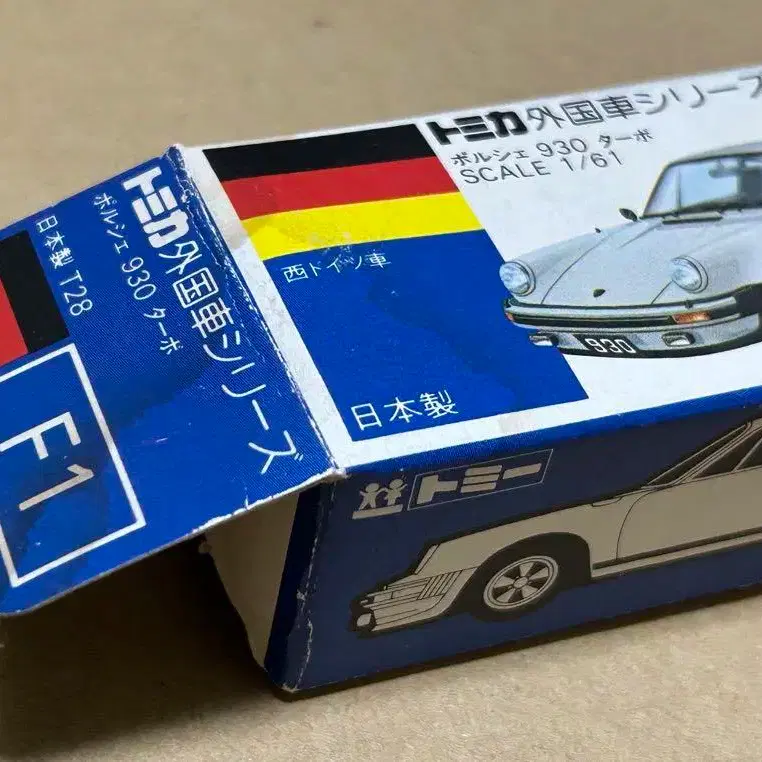 トミカ外国車シリーズ
ポルシェ 930 ターボ
SCALE 1/61
西ドイツ車
日本製
930
トミカ外国車シリーズ
ポルシェ 930 ターボ
日本製 T28
F1
トミー